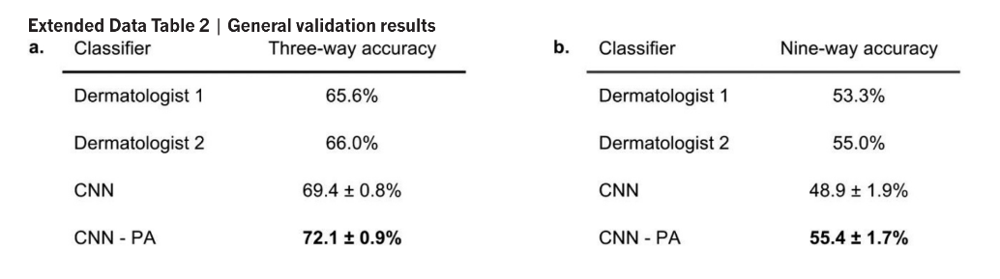 Extended Data Table 2 | General validation results
a. Classifier Three-way accuracy
Dermatologist 1 65.6%
Dermatologist 2 66.0%
CNN 69.4 ± 0.8%
CNN - PA 72.1 ± 0.9%
b. Classifier Nine-way accuracy
Dermatologist 1 53.3%
Dermatologist 2 55.0%
CNN 48.9 ± 1.9%
CNN - PA 55.4 ± 1.7%